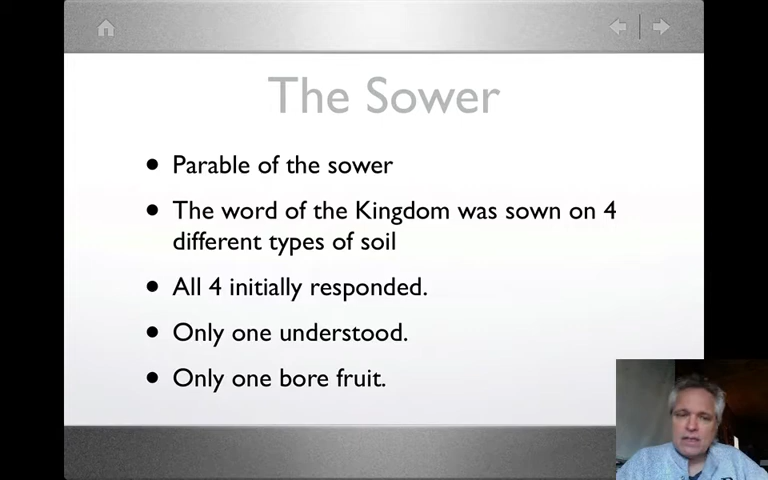 The Sower
• Parable of the sower
• The word of the Kingdom was sown on 4
different types of soil
• All 4 initially responded.
• Only one understood.
• Only one bore fruit.